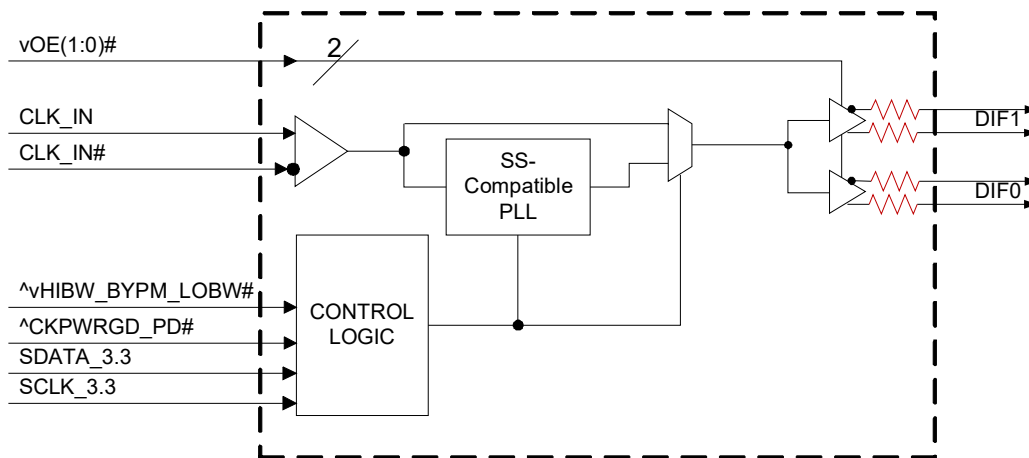 vOE(1:0)#
2
CLK_IN
CLK_IN#
SS-
Compatible
PLL
DIF1
DIF0
^vHIBW_BYPM_LOBW#
^CKPWRGD_PD#
SDATA_3.3
SCLK_3.3
CONTROL
LOGIC